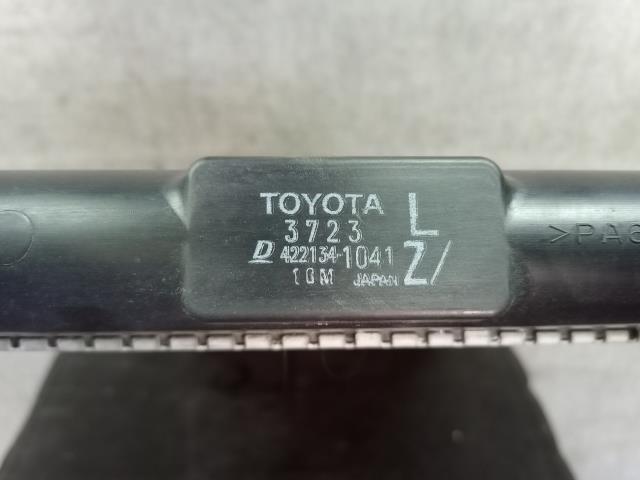 TOYOTA L
3723
D 422134-1041 Z/
10M JAPAN
>PA6